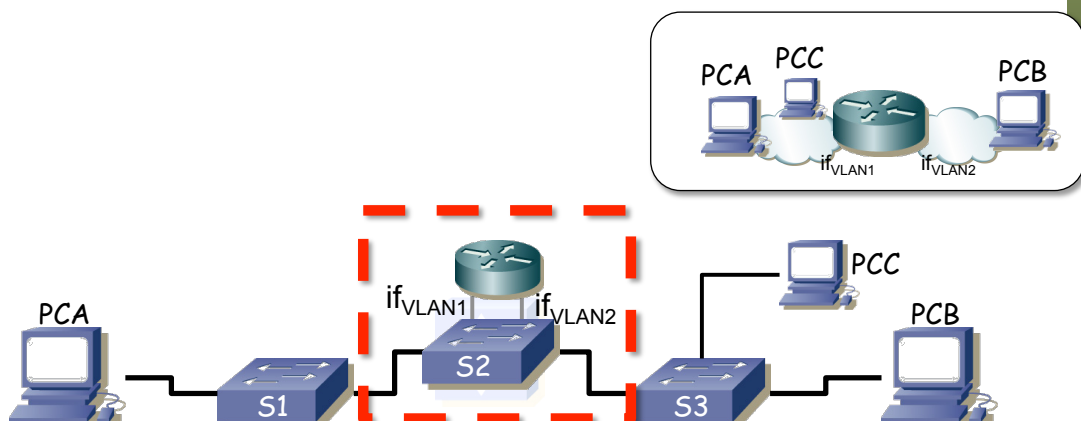 PCA
PCC
PCB
ifVLAN1
ifVLAN2
PCA
ifVLAN1
ifVLAN2
PCC
PCB
S1
S2
S3